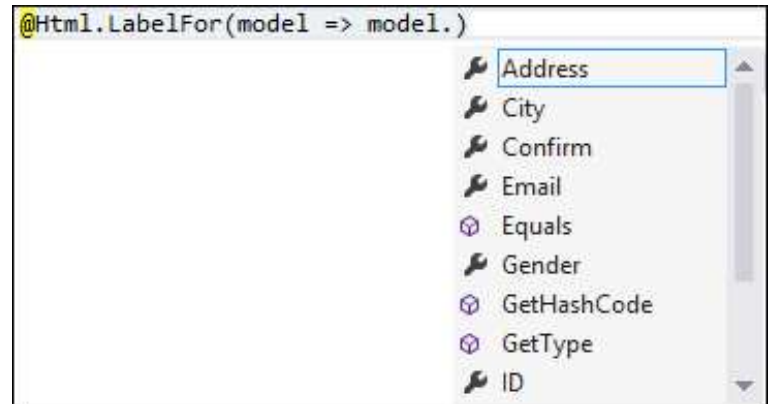 @Html.LabelFor(model => model.)
Address
City
Confirm
Email
Equals
Gender
GetHashCode
GetType
ID